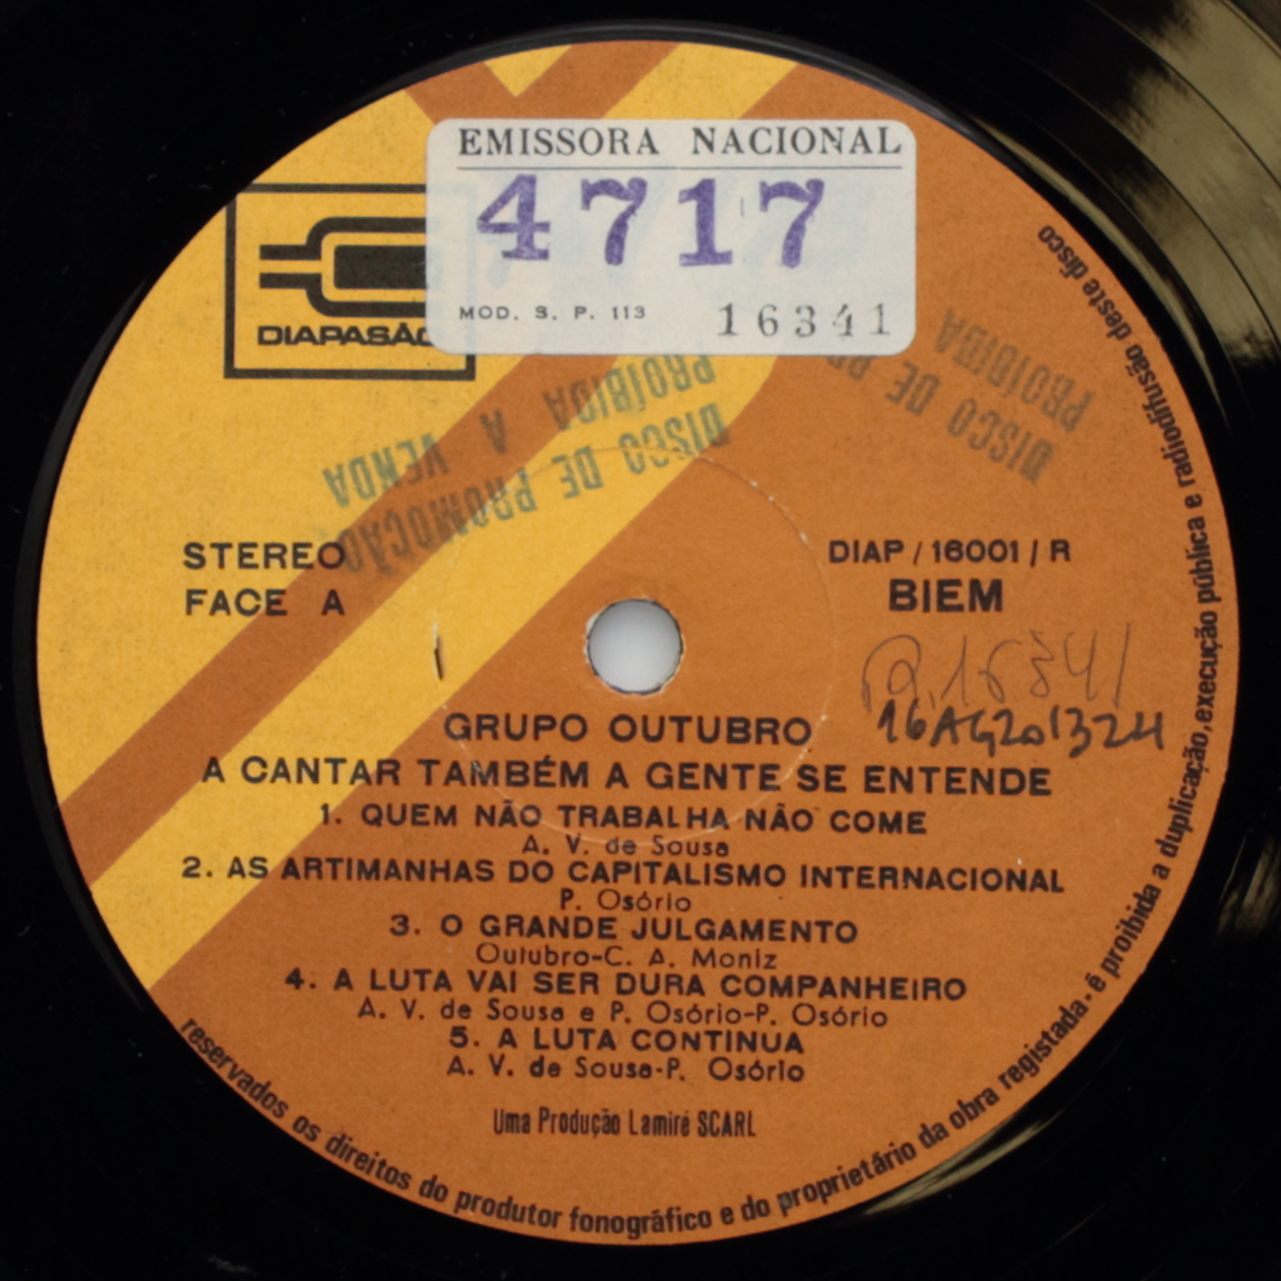 EMISSORA NACIONAL
4717
MOD. S. P. 113 16341
DIAPASÃO
DISCO DE PROMOÇÃO
PROÍBIDA A VENDA
DISCO DE
PROÍBIDA
STEREO
FACE A
DIAP / 16001 / R
BIEM
16341
GRUPO OUTUBRO
A CANTAR TAMBÉM A GENTE SE ENTENDE
1. QUEM NÃO TRABALHA NÃO COME
A. V. de Sousa
2. AS ARTIMANHAS DO CAPITALISMO INTERNACIONAL
P. Osório
3. O GRANDE JULGAMENTO
Outubro-C. A. Moniz
4. A LUTA VAI SER DURA COMPANHEIRO
A. V. de Sousa e P. Osório-P. Osório
5. A LUTA CONTINUA
A. V. de Sousa-P. Osório
Uma Produção Lamiré SCARL
reservados os direitos do produtor fonográfico e do proprietário da obra registada - é proibida a duplicação, execução pública e radiodifusão deste disco